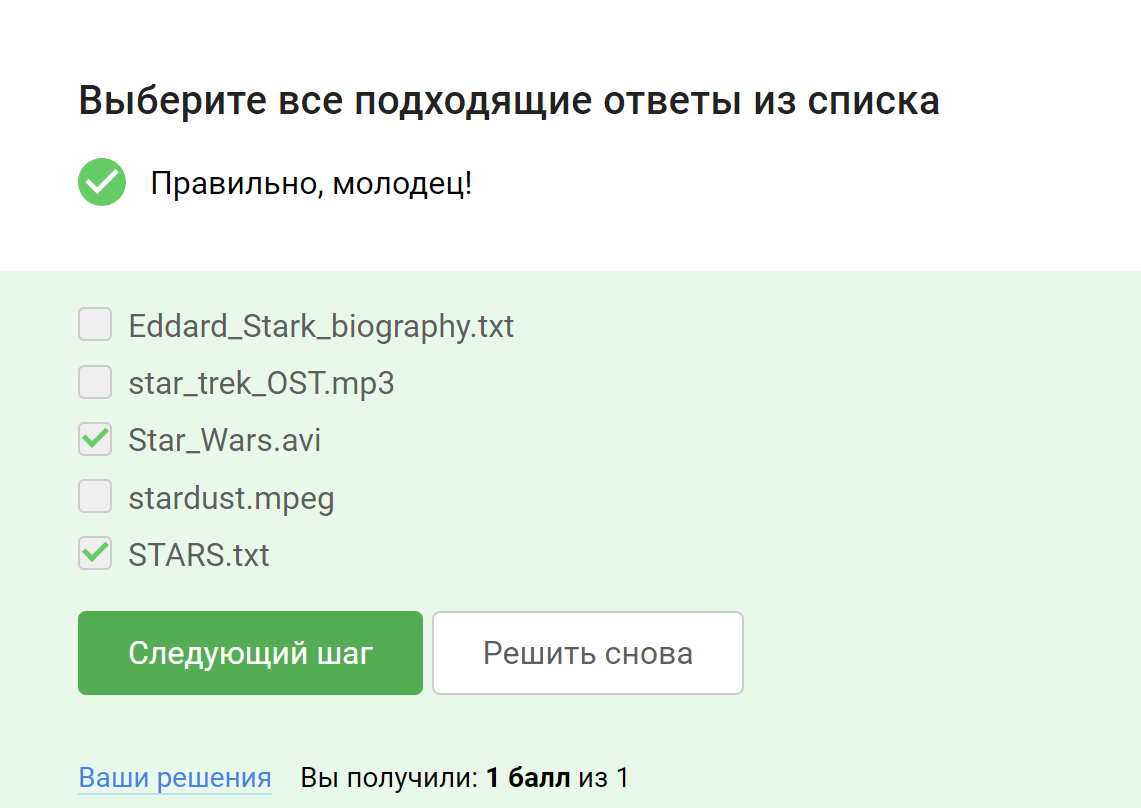 Выберите все подходящие ответы из списка
Правильно, молодец!
Eddard_Stark_biography.txt
star_trek_OST.mp3
Star_Wars.avi
stardust.mpeg
STARS.txt
Следующий шаг
Решить снова
Ваши решения Вы получили: 1 балл из 1